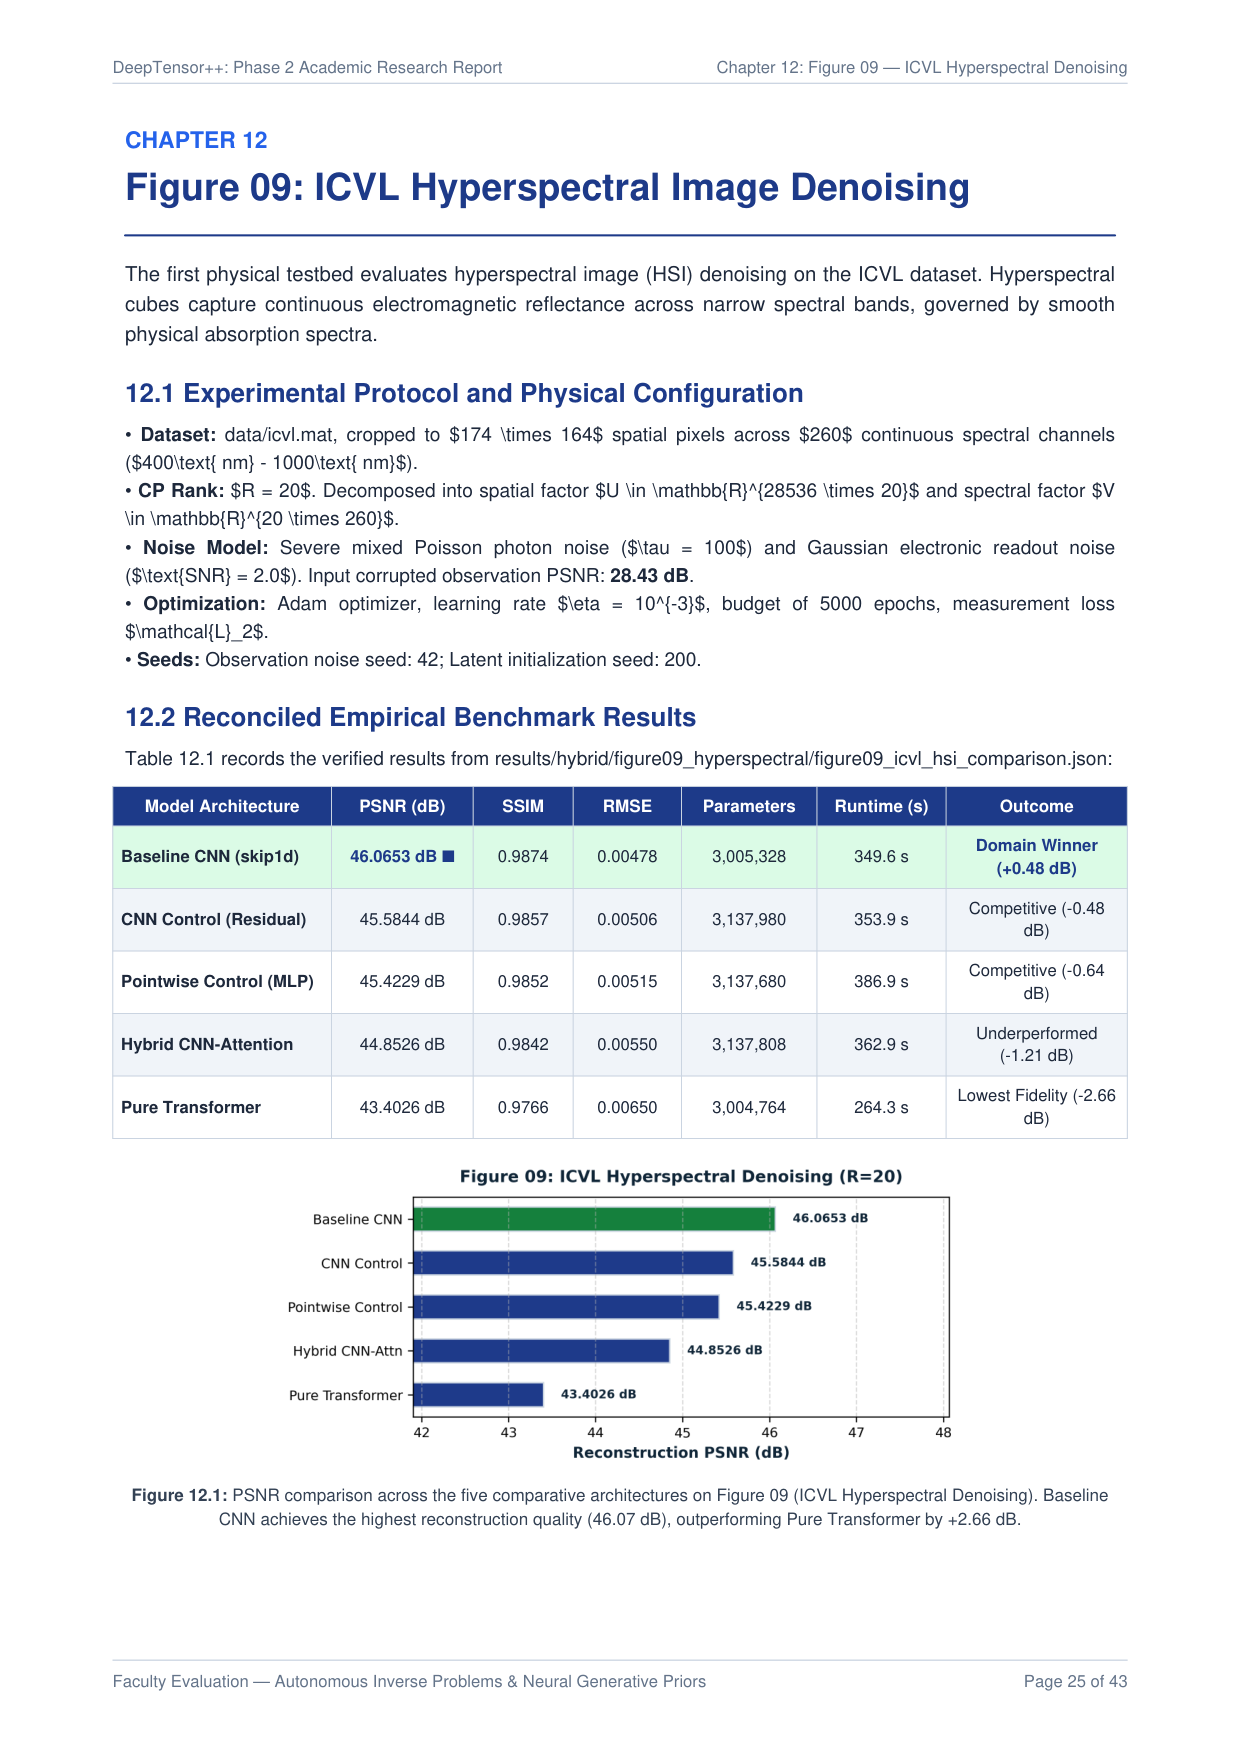 DeepTensor++: Phase 2 Academic Research Report
Chapter 12: Figure 09 — ICVL Hyperspectral Denoising
CHAPTER 12
Figure 09: ICVL Hyperspectral Image Denoising
The first physical testbed evaluates hyperspectral image (HSI) denoising on the ICVL dataset. Hyperspectral
cubes capture continuous electromagnetic reflectance across narrow spectral bands, governed by smooth
physical absorption spectra.
12.1 Experimental Protocol and Physical Configuration
• Dataset: data/icvl.mat, cropped to $174 \times 164$ spatial pixels across $260$ continuous spectral channels
($400\text{ nm} - 1000\text{ nm}$).
• CP Rank: $R = 20$. Decomposed into spatial factor $U \in \mathbb{R}^{28536 \times 20}$ and spectral factor $V
\in \mathbb{R}^{20 \times 260}$.
• Noise Model: Severe mixed Poisson photon noise ($\tau = 100$) and Gaussian electronic readout noise
($\text{SNR} = 2.0$). Input corrupted observation PSNR: 28.43 dB.
• Optimization: Adam optimizer, learning rate $\eta = 10^{-3}$, budget of 5000 epochs, measurement loss
$\mathcal{L}_2$.
• Seeds: Observation noise seed: 42; Latent initialization seed: 200.
12.2 Reconciled Empirical Benchmark Results
Table 12.1 records the verified results from results/hybrid/figure09_hyperspectral/figure09_icvl_hsi_comparison.json:
Model Architecture PSNR (dB) SSIM RMSE Parameters Runtime (s) Outcome
Baseline CNN (skip1d) 46.0653 dB ■ 0.9874 0.00478 3,005,328 349.6 s Domain Winner
(+0.48 dB)
CNN Control (Residual) 45.5844 dB 0.9857 0.00506 3,137,980 353.9 s Competitive (-0.48
dB)
Pointwise Control (MLP) 45.4229 dB 0.9852 0.00515 3,137,680 386.9 s Competitive (-0.64
dB)
Hybrid CNN-Attention 44.8526 dB 0.9842 0.00550 3,137,808 362.9 s Underperformed
(-1.21 dB)
Pure Transformer 43.4026 dB 0.9766 0.00650 3,004,764 264.3 s Lowest Fidelity (-2.66
dB)
Figure 09: ICVL Hyperspectral Denoising (R=20)
Baseline CNN 46.0653 dB
CNN Control 45.5844 dB
Pointwise Control 45.4229 dB
Hybrid CNN-Attn 44.8526 dB
Pure Transformer 43.4026 dB
42 43 44 45 46 47 48
Reconstruction PSNR (dB)
Figure 12.1: PSNR comparison across the five comparative architectures on Figure 09 (ICVL Hyperspectral Denoising). Baseline
CNN achieves the highest reconstruction quality (46.07 dB), outperforming Pure Transformer by +2.66 dB.
Faculty Evaluation — Autonomous Inverse Problems & Neural Generative Priors
Page 25 of 43